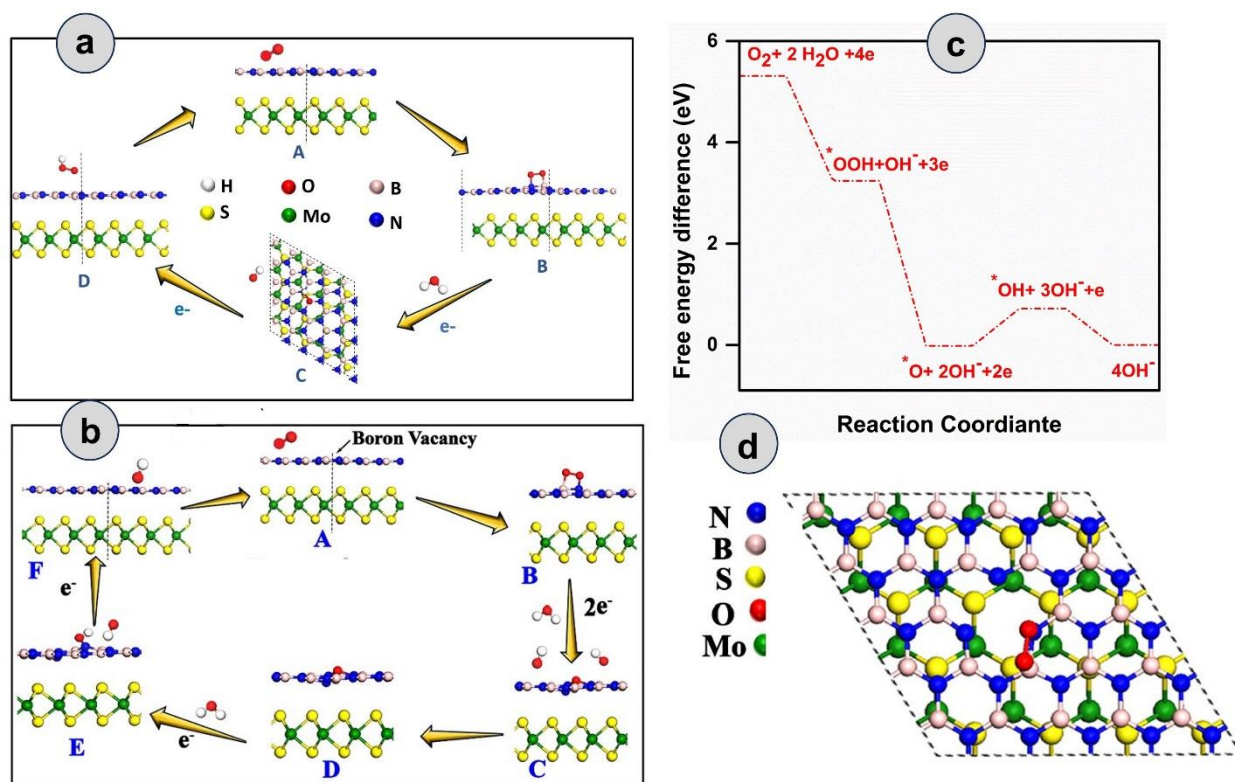 a
A
H
O
B
S
Mo
N
D
B
e-
e-
C
b
Boron Vacancy
A
B
F
e-
2e-
E
e-
D
C
c
6
4
2
0
Free energy difference (eV)
O2+ 2 H2O +4e
*OOH+OH-+3e
*OH+ 3OH-+e
*O+ 2OH-+2e
4OH-
Reaction Coordiante
d
N
B
S
O
Mo